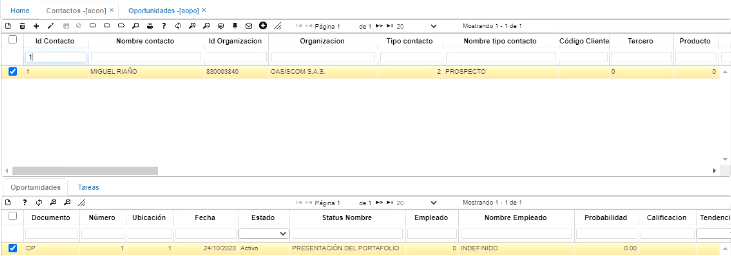 Home Contactos -[acon] × Oportunidades -[aopo] ×
Página 1 de 1 20 Mostrando 1 - 1 de 1
Id Contacto Nombre contacto Id Organizacion Organizacion Tipo contacto Nombre tipo contacto Código Cliente Tercero Producto
1
1 MIGUEL RIAÑO 830003840 OASISCOM S.A.S. 2 PROSPECTO 0 0
Oportunidades Tareas
Página 1 de 1 20 Mostrando 1 - 1 de 1
Documento Número Ubicación Fecha Estado Status Nombre Empleado Nombre Empleado Probabilidad Calificacion Tendenci
OP 1 1 24/10/2020 Activo PRESENTACIÓN DEL PORTAFOLIO 0 INDEFINIDO 0.00